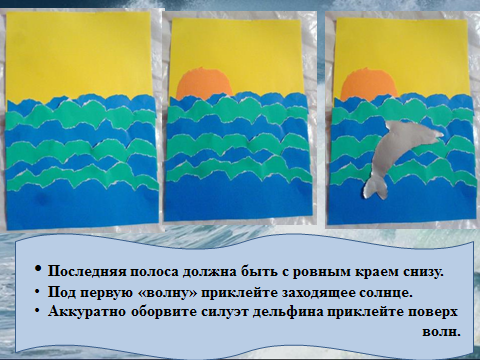 • Последняя полоса должна быть с ровным краем снизу.
• Под первую «волну» приклейте заходящее солнце.
• Аккуратно оборвите силуэт дельфина приклейте поверх
волн.